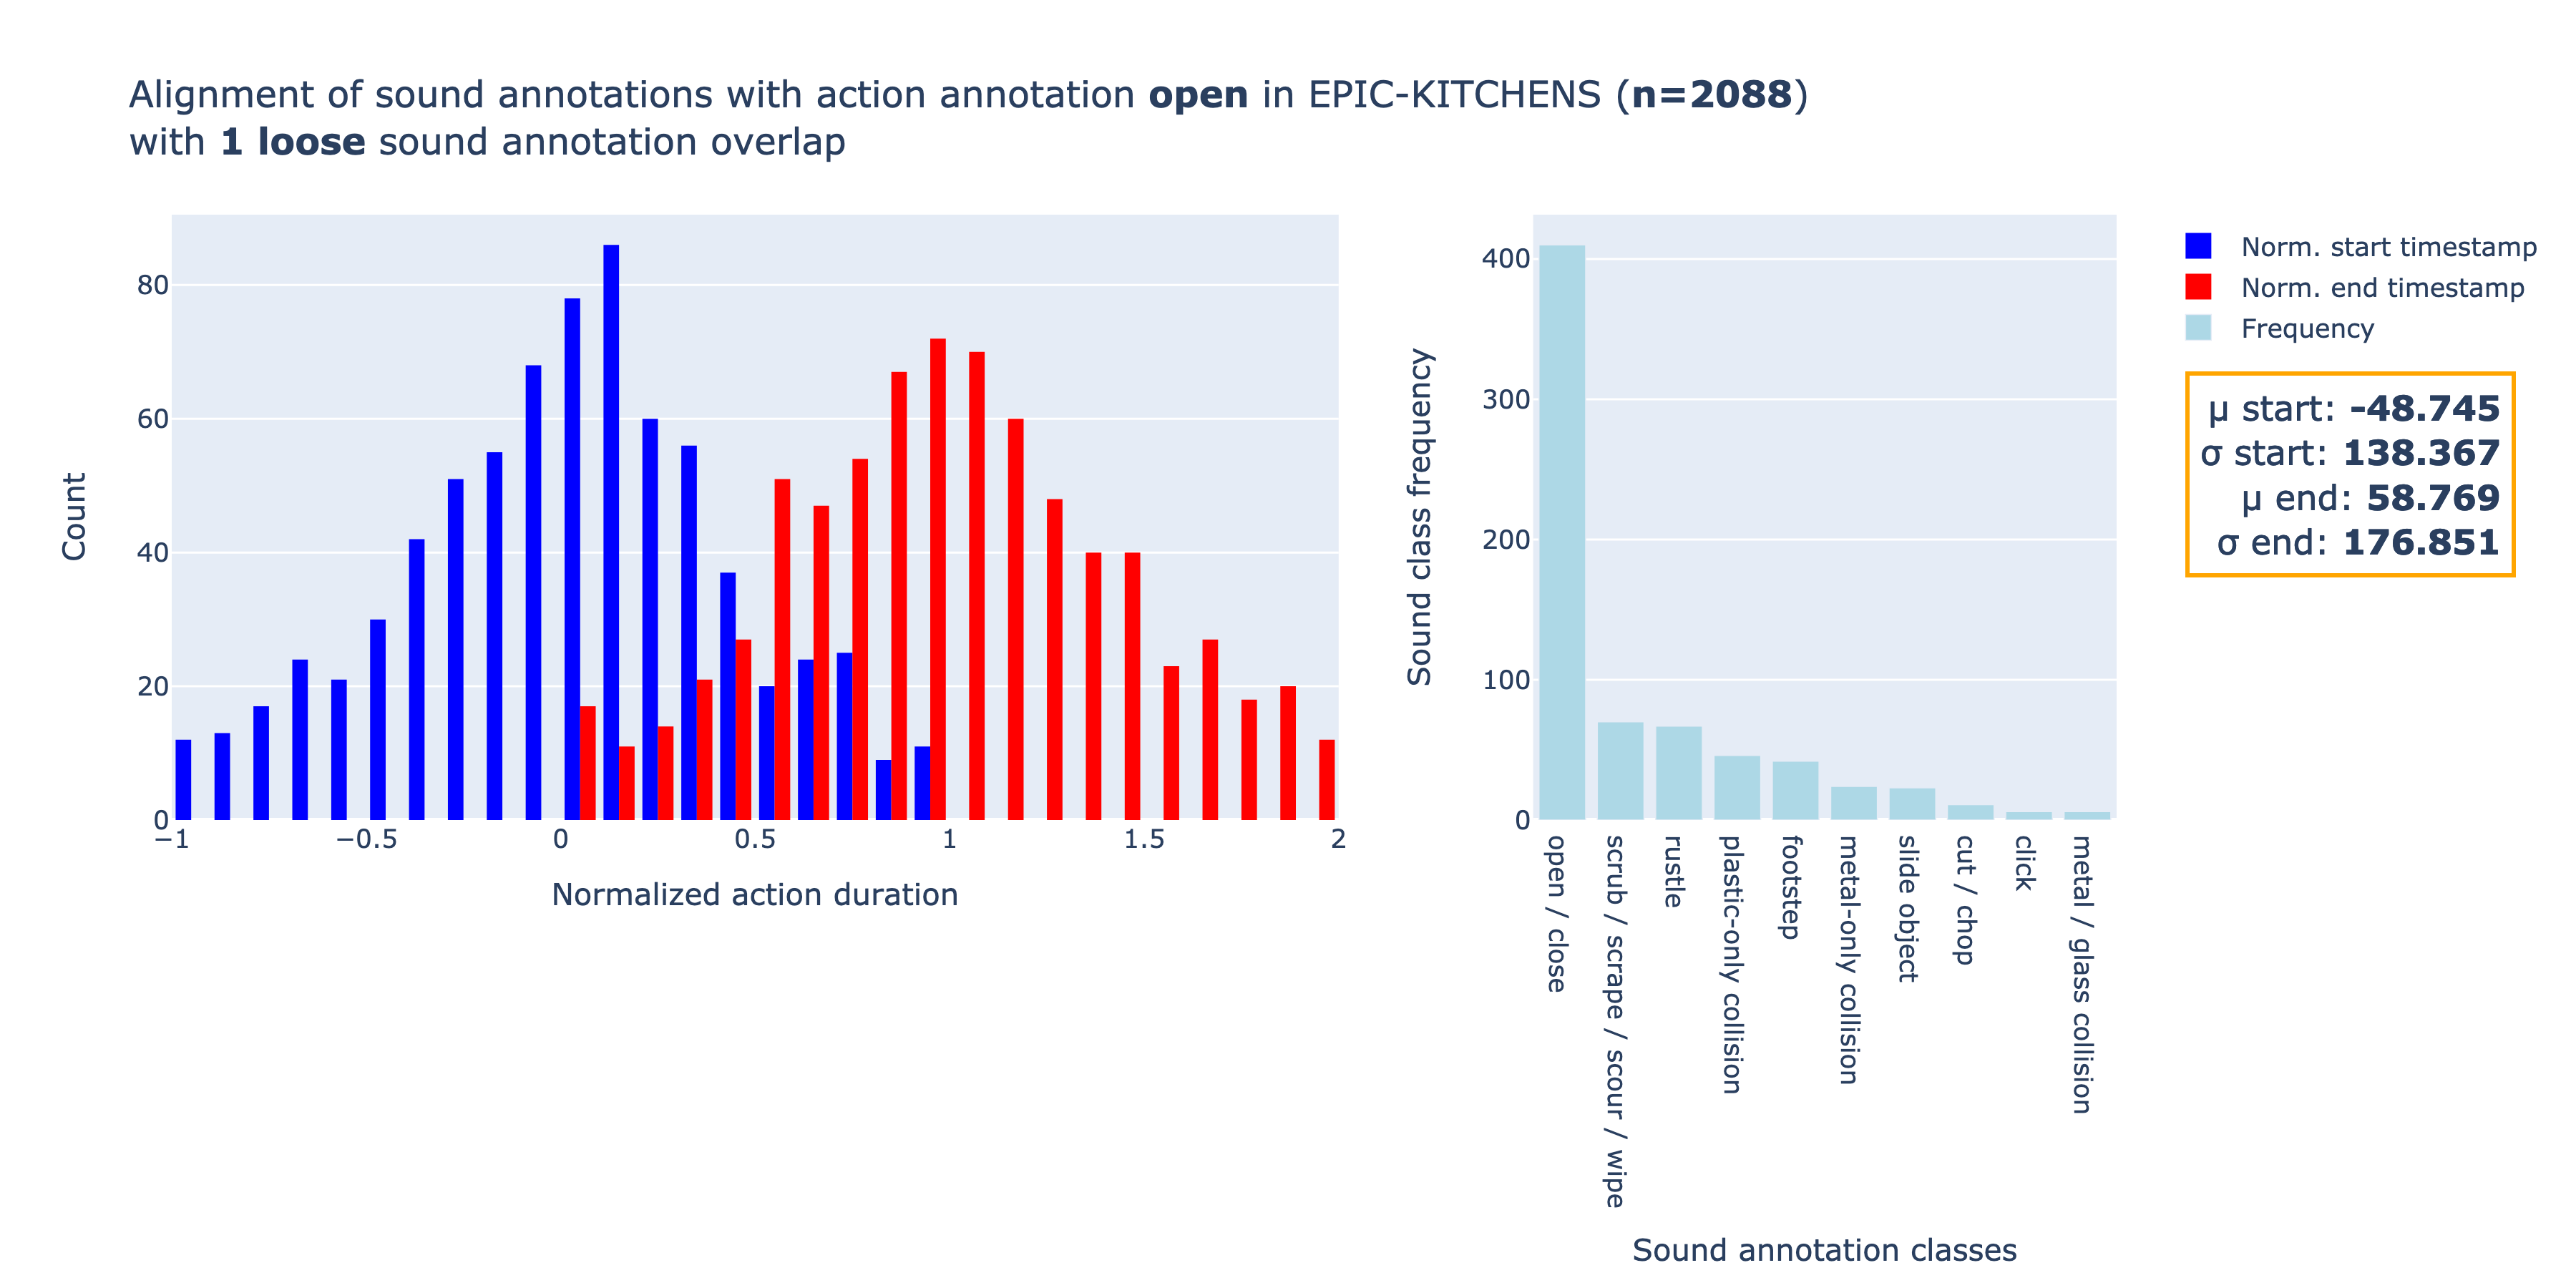 Alignment of sound annotations with action annotation open in EPIC-KITCHENS (n=2088)
with 1 loose sound annotation overlap
Count
80
60
40
20
0
−1
−0.5
0
0.5
1
1.5
2
Normalized action duration
Sound class frequency
400
300
200
100
0
open / close
scrub / scrape / scour / wipe
rustle
plastic-only collision
footstep
metal-only collision
slide object
cut / chop
click
metal / glass collision
Sound annotation classes
Norm. start timestamp
Norm. end timestamp
Frequency
μ start: -48.745
σ start: 138.367
μ end: 58.769
σ end: 176.851